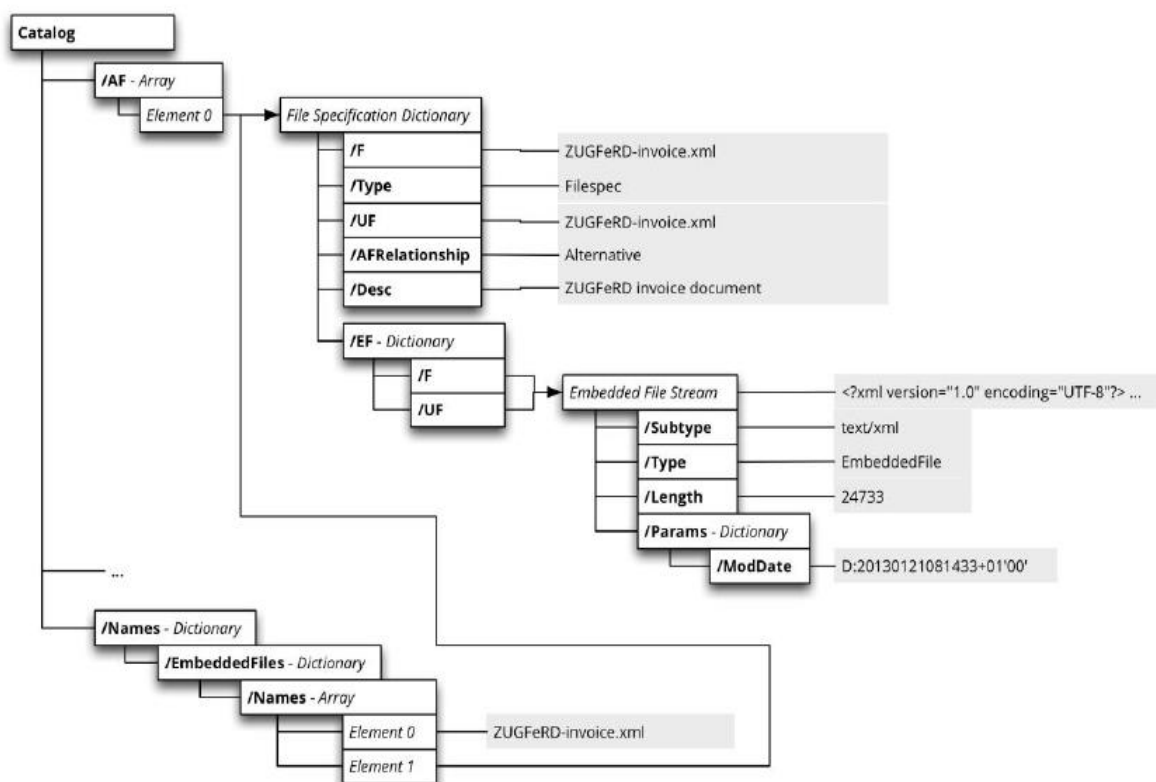 Catalog
/AF - Array
Element 0
File Specification Dictionary
/F
ZUGFeRD-invoice.xml
/Type
Filespec
/UF
ZUGFeRD-invoice.xml
/AFRelationship
Alternative
/Desc
ZUGFeRD invoice document
/EF - Dictionary
/F
/UF
Embedded File Stream
<?xml version="1.0" encoding="UTF-8"?> ...
/Subtype
text/xml
/Type
EmbeddedFile
/Length
24733
/Params - Dictionary
/ModDate
D:20130121081433+01'00'
...
/Names - Dictionary
/EmbeddedFiles - Dictionary
/Names - Array
Element 0
ZUGFeRD-invoice.xml
Element 1